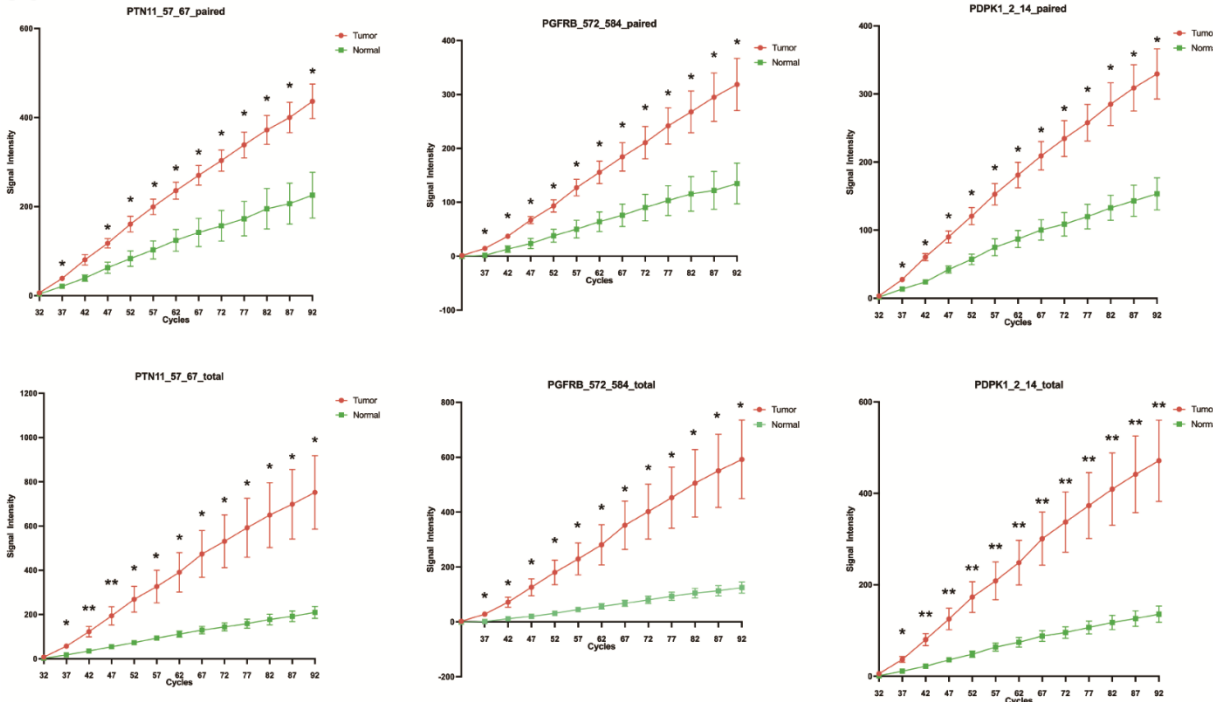 PTN11_57_67_paired
600
400
200
0
Signal Intensity
Tumor
Normal
* * * * * * * * * * *
32 37 42 47 52 57 62 67 72 77 82 87 92
Cycles
PGFRB_572_584_paired
400
300
200
100
0
-100
Signal Intensity
Tumor
Normal
* * * * * * * * * * * *
37 42 47 52 57 62 67 72 77 82 87 92
Cycles
PDPK1_2_14_paired
400
300
200
100
0
Signal Intensity
Tumo
Norm
* * * * * * * * * * * *
32 37 42 47 52 57 62 67 72 77 82 87 92
Cycles
PTN11_57_67_total
1200
1000
800
600
400
200
0
Signal Intensity
Tumor
Normal
* ** ** * * * * * * * * *
32 37 42 47 52 57 62 67 72 77 82 87 92
Cycles
PGFRB_572_584_total
800
600
400
200
0
-200
Signal Intensity
Tumor
Normal
* * * * * * * * * * * *
37 42 47 52 57 62 67 72 77 82 87 92
Cycles
PDPK1_2_14_total
600
400
200
0
Signal Intensity
Tumo
Norm
* ** ** ** ** ** ** ** ** ** ** **
32 37 42 47 52 57 62 67 72 77 82 87 92
Cycles